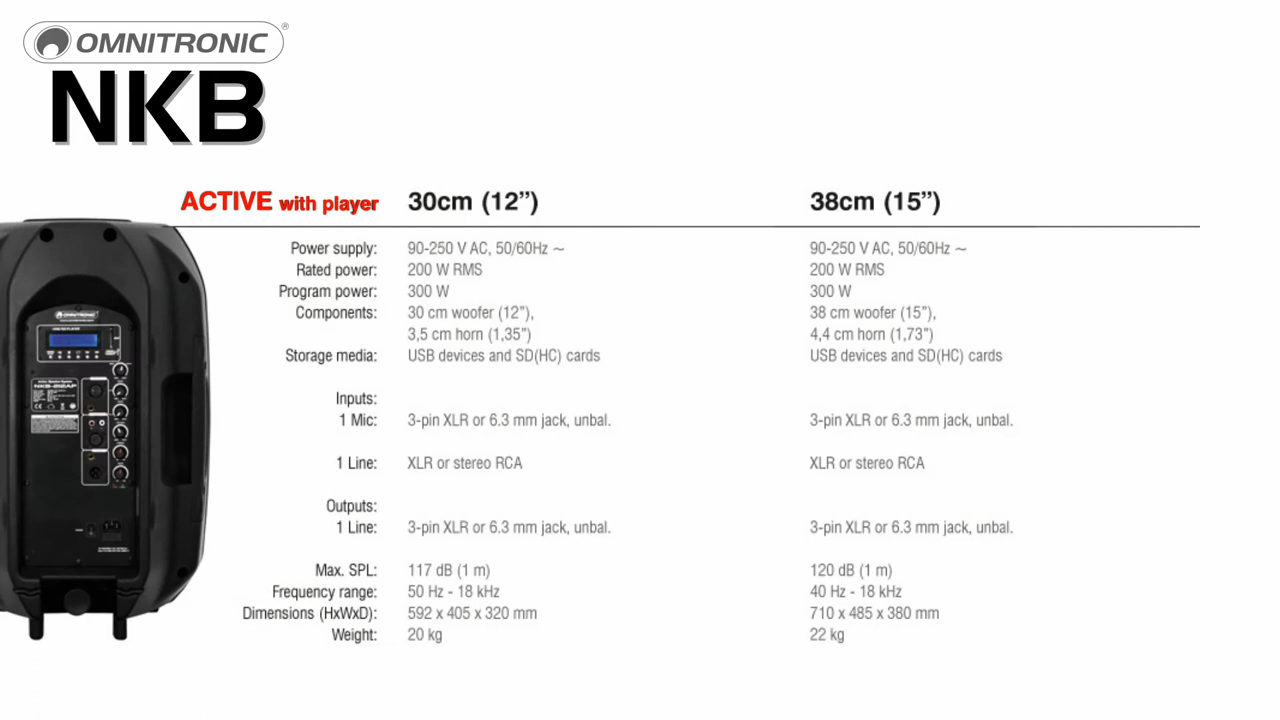 OMNITRONIC®
NKB
ACTIVE with player 30cm (12”) 38cm (15”)
Power supply: 90-250 V AC, 50/60Hz ~ 90-250 V AC, 50/60Hz ~
Rated power: 200 W RMS 200 W RMS
Program power: 300 W 300 W
Components: 30 cm woofer (12”), 38 cm woofer (15”),
3,5 cm horn (1,35”) 4,4 cm horn (1,73”)
Storage media: USB devices and SD(HC) cards USB devices and SD(HC) cards
Inputs:
1 Mic: 3-pin XLR or 6.3 mm jack, unbal. 3-pin XLR or 6.3 mm jack, unbal.
1 Line: XLR or stereo RCA XLR or stereo RCA
Outputs:
1 Line: 3-pin XLR or 6.3 mm jack, unbal. 3-pin XLR or 6.3 mm jack, unbal.
Max. SPL: 117 dB (1 m) 120 dB (1 m)
Frequency range: 50 Hz - 18 kHz 40 Hz - 18 kHz
Dimensions (HxWxD): 592 x 405 x 320 mm 710 x 485 x 380 mm
Weight: 20 kg 22 kg
OMNITRONIC
NKB-212AP